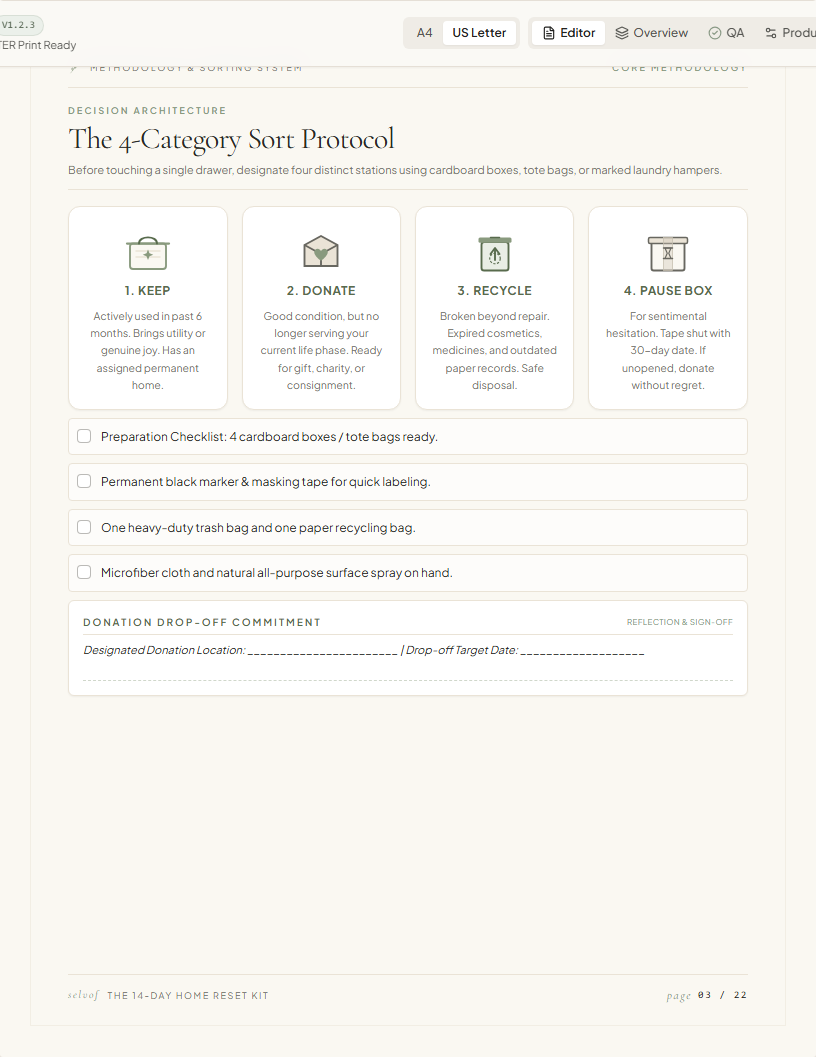 V1.2.3
TER Print Ready
A4
US Letter
Editor
Overview
QA
Produ
METHODOLOGY & SORTING SYSTEM
CORE METHODOLOGY
DECISION ARCHITECTURE
The 4-Category Sort Protocol
Before touching a single drawer, designate four distinct stations using cardboard boxes, tote bags, or marked laundry hampers.
1. KEEP
Actively used in past 6
months. Brings utility or
genuine joy. Has an
assigned permanent
home.
2. DONATE
Good condition, but no
longer serving your
current life phase. Ready
for gift, charity, or
consignment.
3. RECYCLE
Broken beyond repair.
Expired cosmetics,
medicines, and outdated
paper records. Safe
disposal.
4. PAUSE BOX
For sentimental
hesitation. Tape shut with
30-day date. If
unopened, donate
without regret.
Preparation Checklist: 4 cardboard boxes / tote bags ready.
Permanent black marker & masking tape for quick labeling.
One heavy-duty trash bag and one paper recycling bag.
Microfiber cloth and natural all-purpose surface spray on hand.
DONATION DROP-OFF COMMITMENT
REFLECTION & SIGN-OFF
Designated Donation Location: _______________________ | Drop-off Target Date: ___________________
selvof THE 14-DAY HOME RESET KIT
page 03 / 22